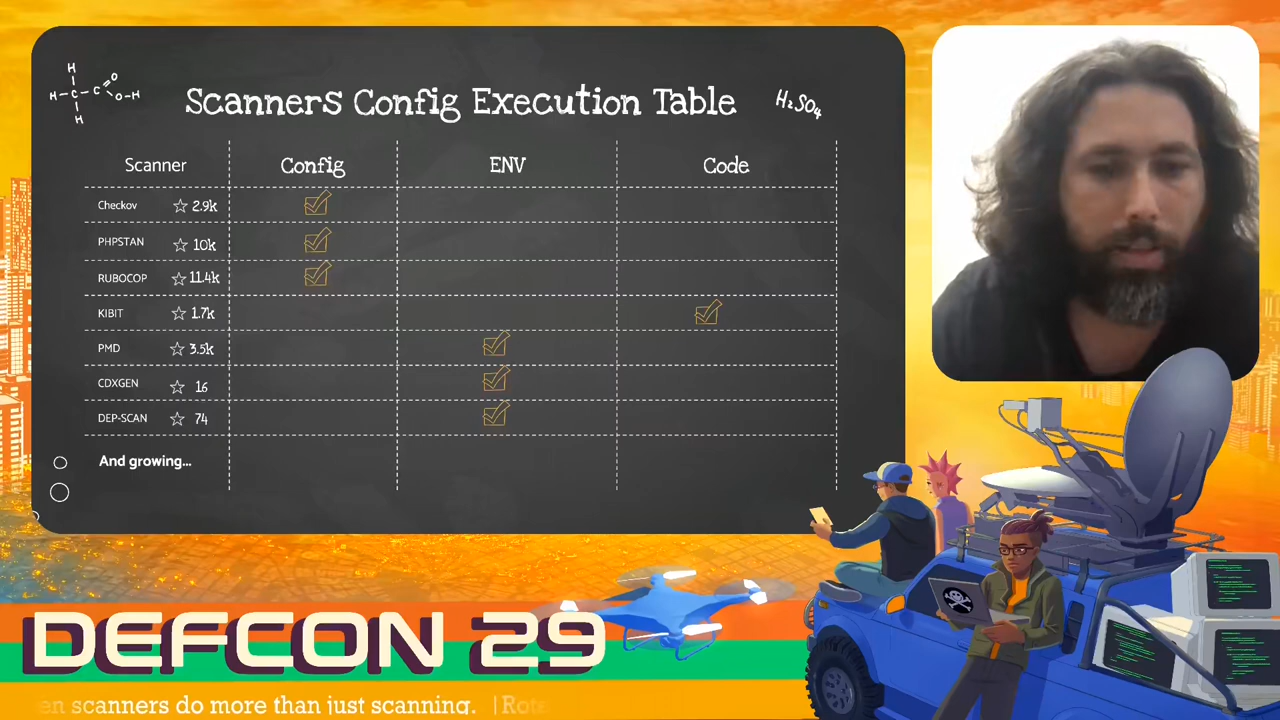 Scanners Config Execution Table
H
H C C O
O H
H
H₂SO₄
Scanner Config ENV Code
Checkov 2.9k
PHPSTAN 10k
RUBOCOP 11.4k
KIBIT 1.7k
PMD 3.5k
CDXGEN 16
DEP-SCAN 74
And growing...
DEFCON 29
en scanners do more than just scanning. | Rot